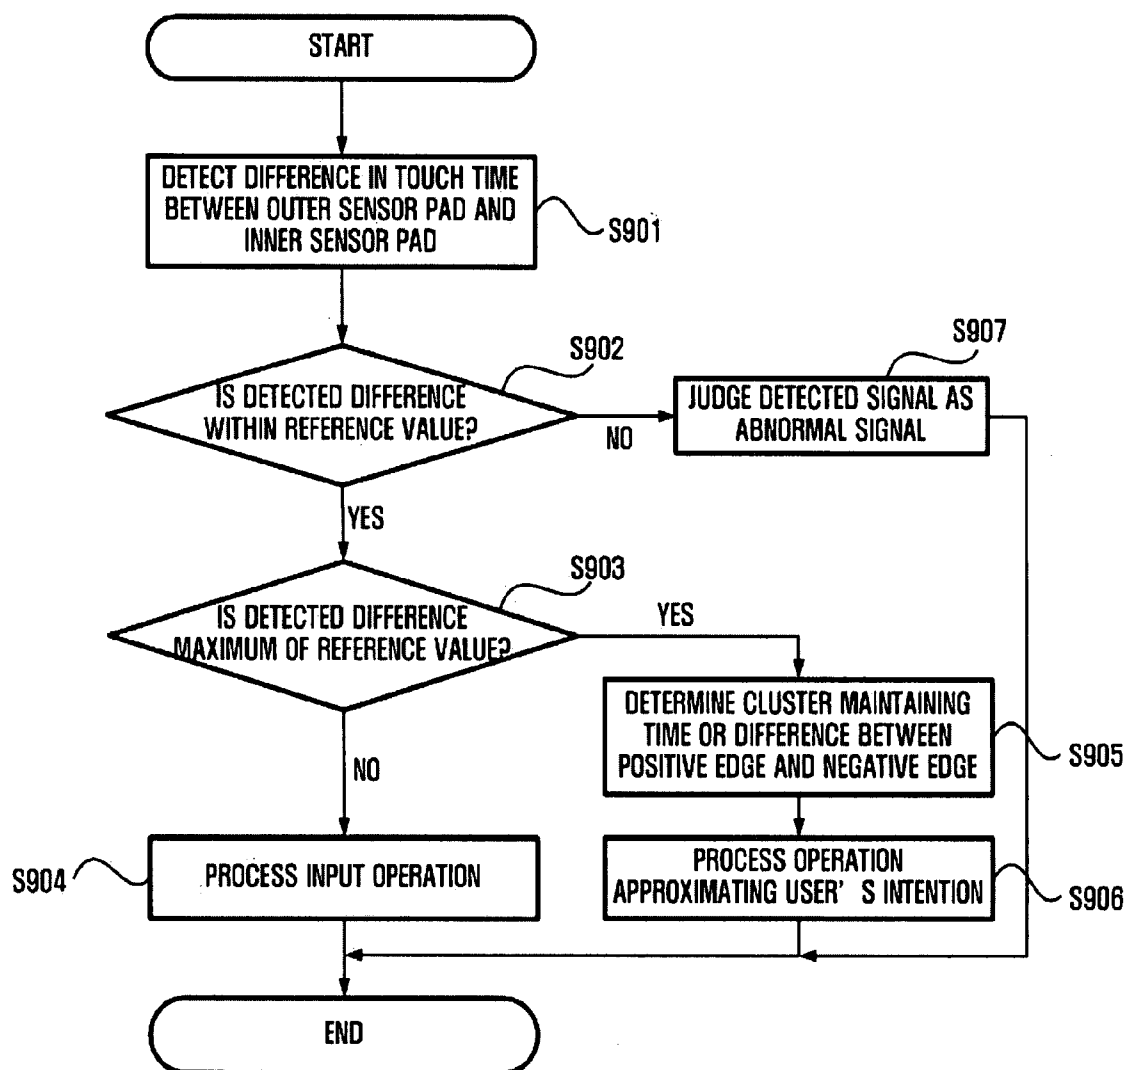 START
DETECT DIFFERENCE IN TOUCH TIME
BETWEEN OUTER SENSOR PAD AND
INNER SENSOR PAD
S901
IS DETECTED DIFFERENCE
WITHIN REFERENCE VALUE?
S902
NO
JUDGE DETECTED SIGNAL AS
ABNORMAL SIGNAL
S907
YES
IS DETECTED DIFFERENCE
MAXIMUM OF REFERENCE VALUE?
S903
YES
DETERMINE CLUSTER MAINTAINING
TIME OR DIFFERENCE BETWEEN
POSITIVE EDGE AND NEGATIVE EDGE
S905
NO
S904
PROCESS INPUT OPERATION
PROCESS OPERATION
APPROXIMATING USER' S INTENTION
S906
END